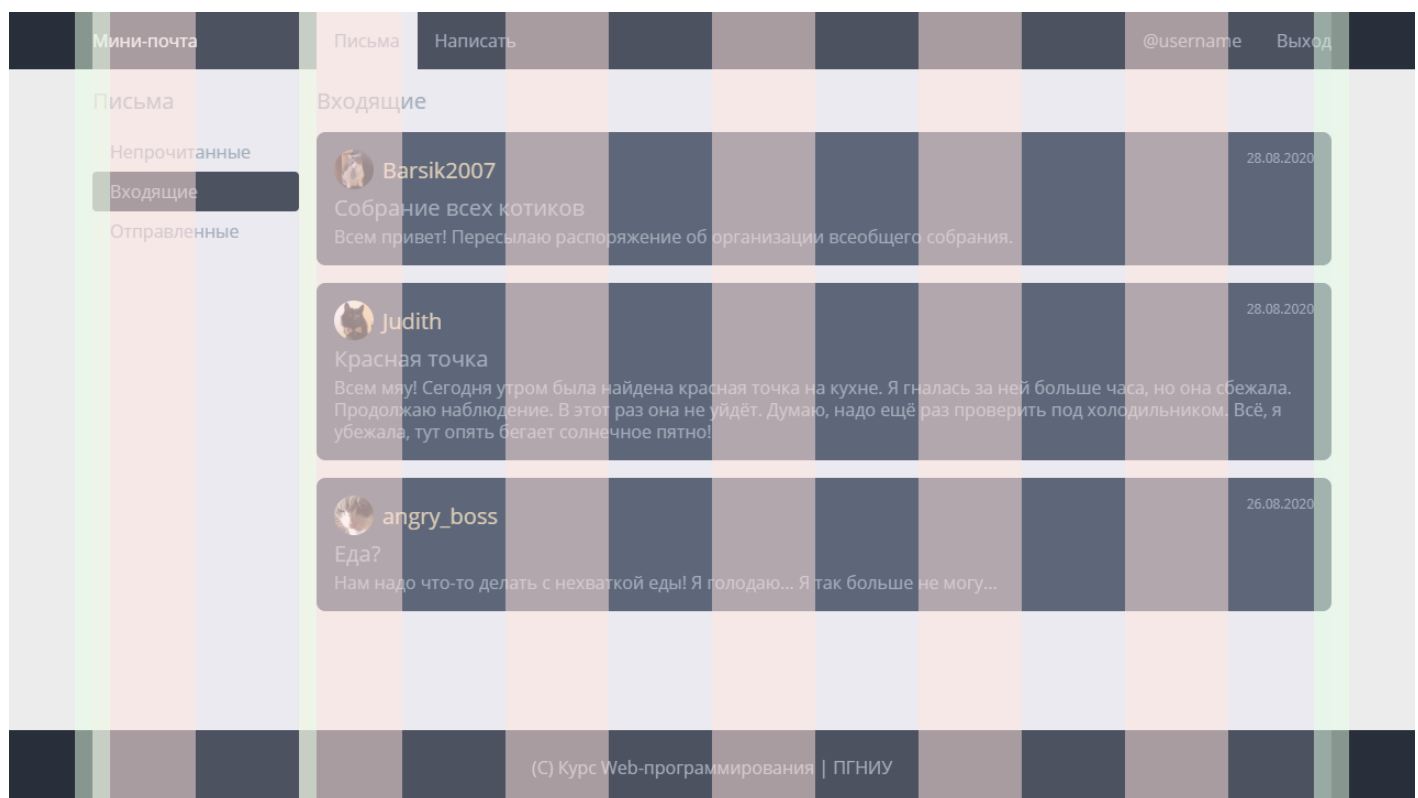 Мини-почта Письма Написать @username Выход
Письма
Непрочитанные
Входящие
Отправленные
Входящие
Barsik2007 28.08.2020
Собрание всех котиков
Всем привет! Пересылаю распоряжение об организации всеобщего собрания.
Judith 28.08.2020
Красная точка
Всем мяу! Сегодня утром была найдена красная точка на кухне. Я гналась за ней больше часа, но она сбежала.
Продолжаю наблюдение. В этот раз она не уйдёт. Думаю, надо ещё раз проверить под холодильником. Всё, я
убежала, тут опять бегает солнечное пятно!
angry_boss 26.08.2020
Еда?
Нам надо что-то делать с нехваткой еды! Я голодаю... Я так больше не могу...
(С) Курс Web-программирования | ПГНИУ